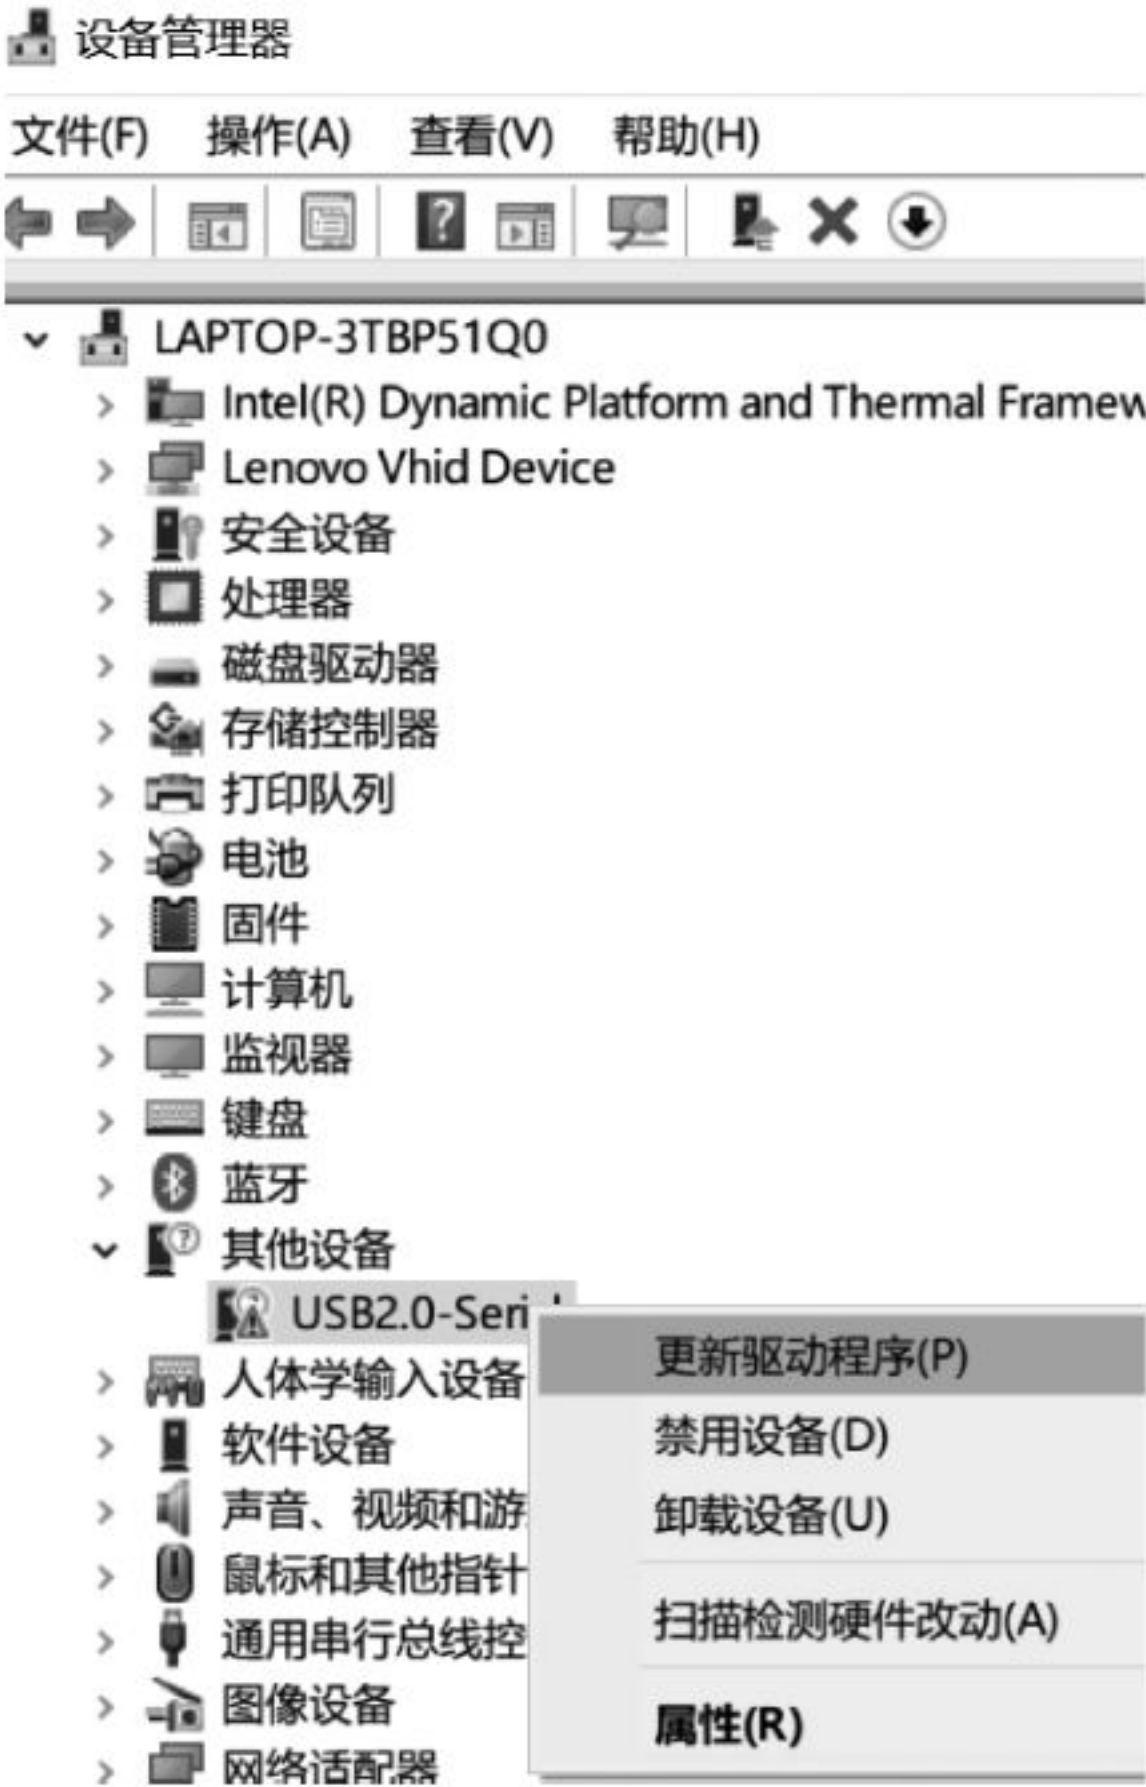 设备管理器
文件(F) 操作(A) 查看(V) 帮助(H)
LAPTOP-3TBP51Q0
Intel(R) Dynamic Platform and Thermal Framew
Lenovo Vhid Device
安全设备
处理器
磁盘驱动器
存储控制器
打印队列
电池
固件
计算机
监视器
键盘
蓝牙
其他设备
USB2.0-Serial
更新驱动程序(P)
人体学输入设备
禁用设备(D)
软件设备
卸载设备(U)
声音、视频和游
鼠标和其他指针
扫描检测硬件改动(A)
通用串行总线控
图像设备
属性(R)
网络适配器